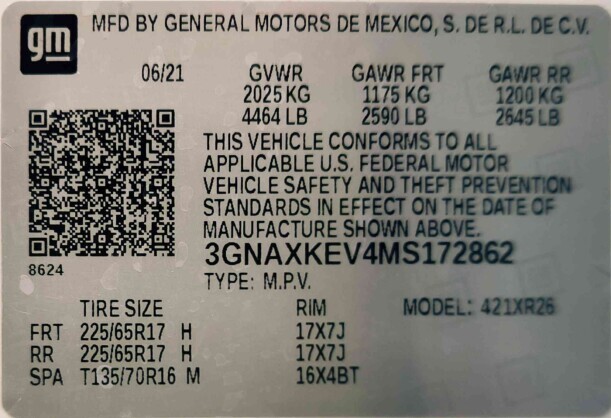 gm
MFD BY GENERAL MOTORS DE MEXICO, S. DE R.L. DE C.V.
06/21 GVWR GAWR FRT GAWR RR
2025 KG 1175 KG 1200 KG
4464 LB 2590 LB 2645 LB
THIS VEHICLE CONFORMS TO ALL
APPLICABLE U.S. FEDERAL MOTOR
VEHICLE SAFETY AND THEFT PREVENTION
STANDARDS IN EFFECT ON THE DATE OF
MANUFACTURE SHOWN ABOVE.
3GNAXKEV4MS172862
8624
TYPE: M.P.V.
TIRE SIZE RIM MODEL: 421XR26
FRT 225/65R17 H 17X7J
RR 225/65R17 H 17X7J
SPA T135/70R16 M 16X4BT